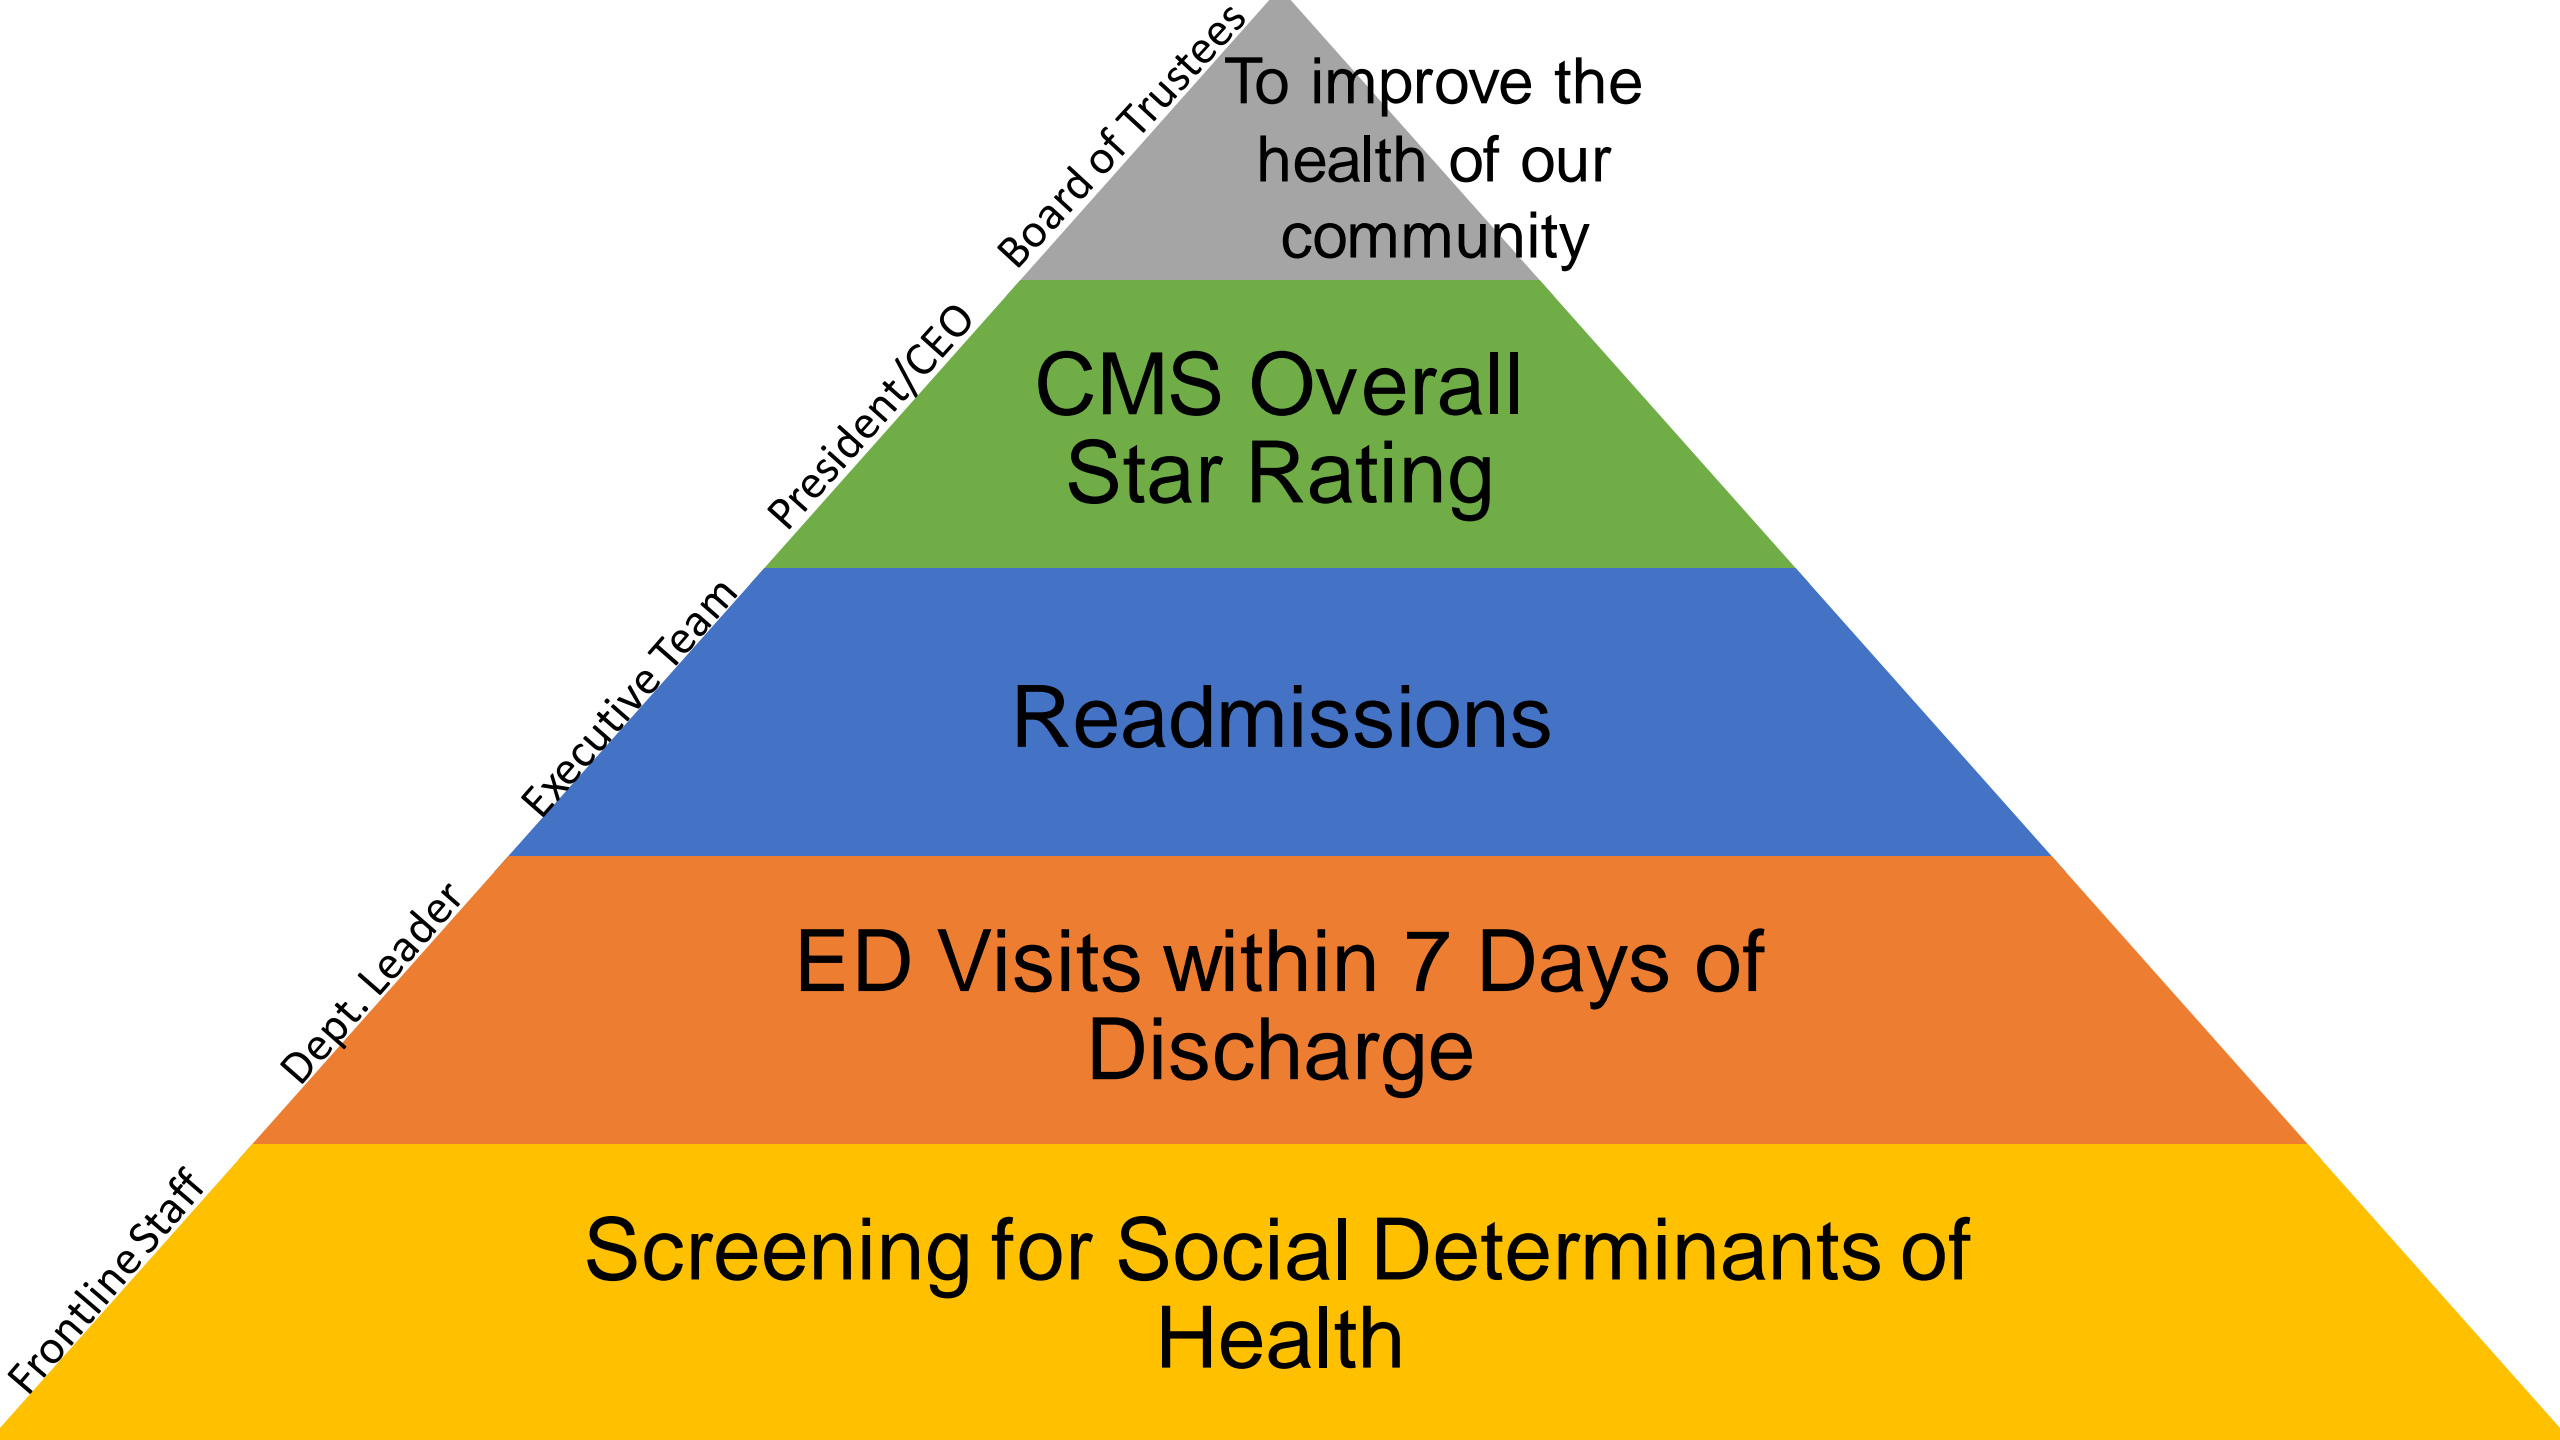 Board of Trustees
To improve the
health of our
community
President/CEO
CMS Overall
Star Rating
Executive Team
Readmissions
Dept. Leader
ED Visits within 7 Days of
Discharge
Frontline Staff
Screening for Social Determinants of
Health